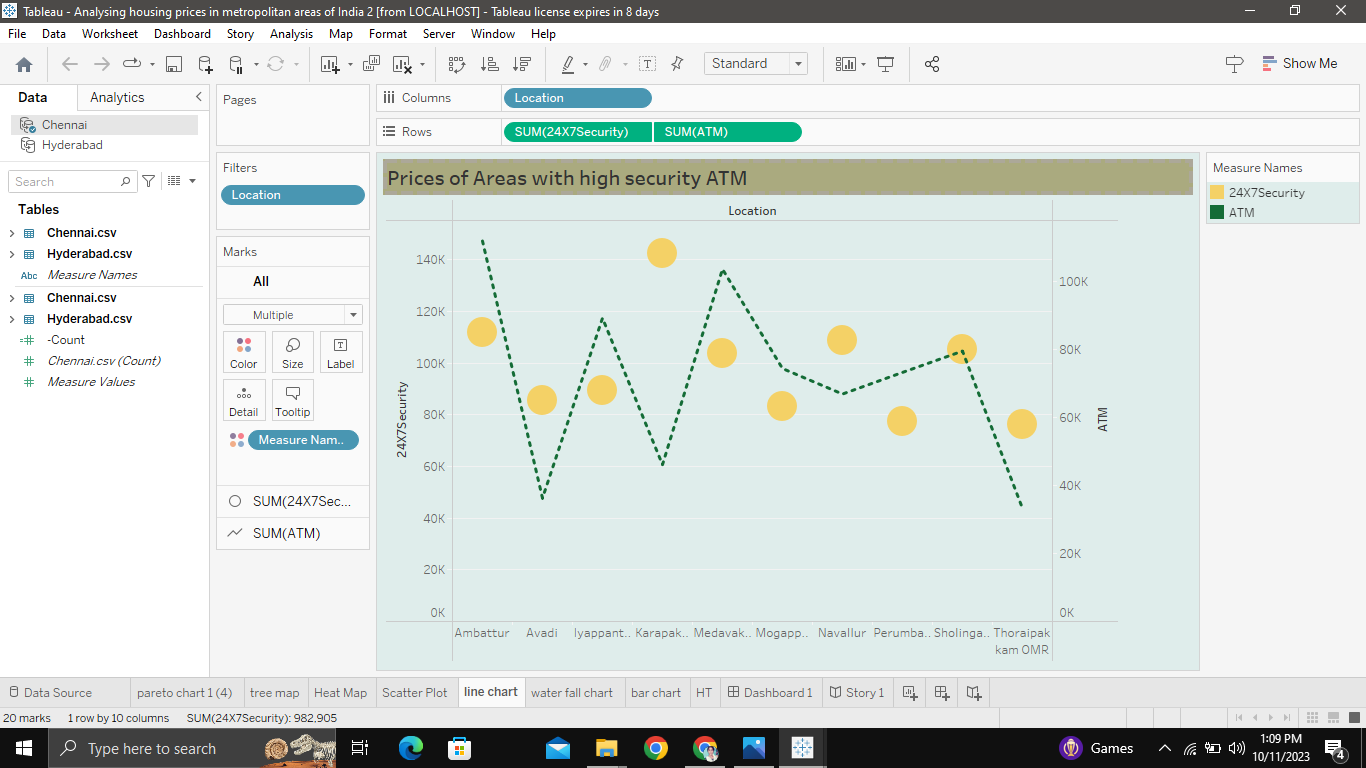 Tableau - Analysing housing prices in metropolitan areas of India 2 [from LOCALHOST] - Tableau license expires in 8 days
File Data Worksheet Dashboard Story Analysis Map Format Server Window Help
Standard
Show Me
Data Analytics
Chennai
Hyderabad
Search
Tables
Chennai.csv
Hyderabad.csv
Abc Measure Names
Chennai.csv
Hyderabad.csv
-Count
Chennai.csv (Count)
Measure Values
Pages
Filters
Location
Marks
All
Multiple
Color Size Label
Detail Tooltip
Measure Nam..
SUM(24X7Sec...
SUM(ATM)
Columns Location
Rows SUM(24X7Security) SUM(ATM)
Prices of Areas with high security ATM
Location
140K
120K
100K
80K
60K
40K
20K
0K
24X7Security
100K
80K
60K
40K
20K
0K
ATM
Ambattur Avadi Iyappant.. Karapak.. Medavak.. Mogapp.. Navallur Perumba.. Sholinga.. Thoraipak
kam OMR
Measure Names
24X7Security
ATM
Data Source pareto chart 1 (4) tree map Heat Map Scatter Plot line chart water fall chart bar chart HT Dashboard 1 Story 1
20 marks 1 row by 10 columns SUM(24X7Security): 982,905
Type here to search
Games
1:09 PM
10/11/2023
4